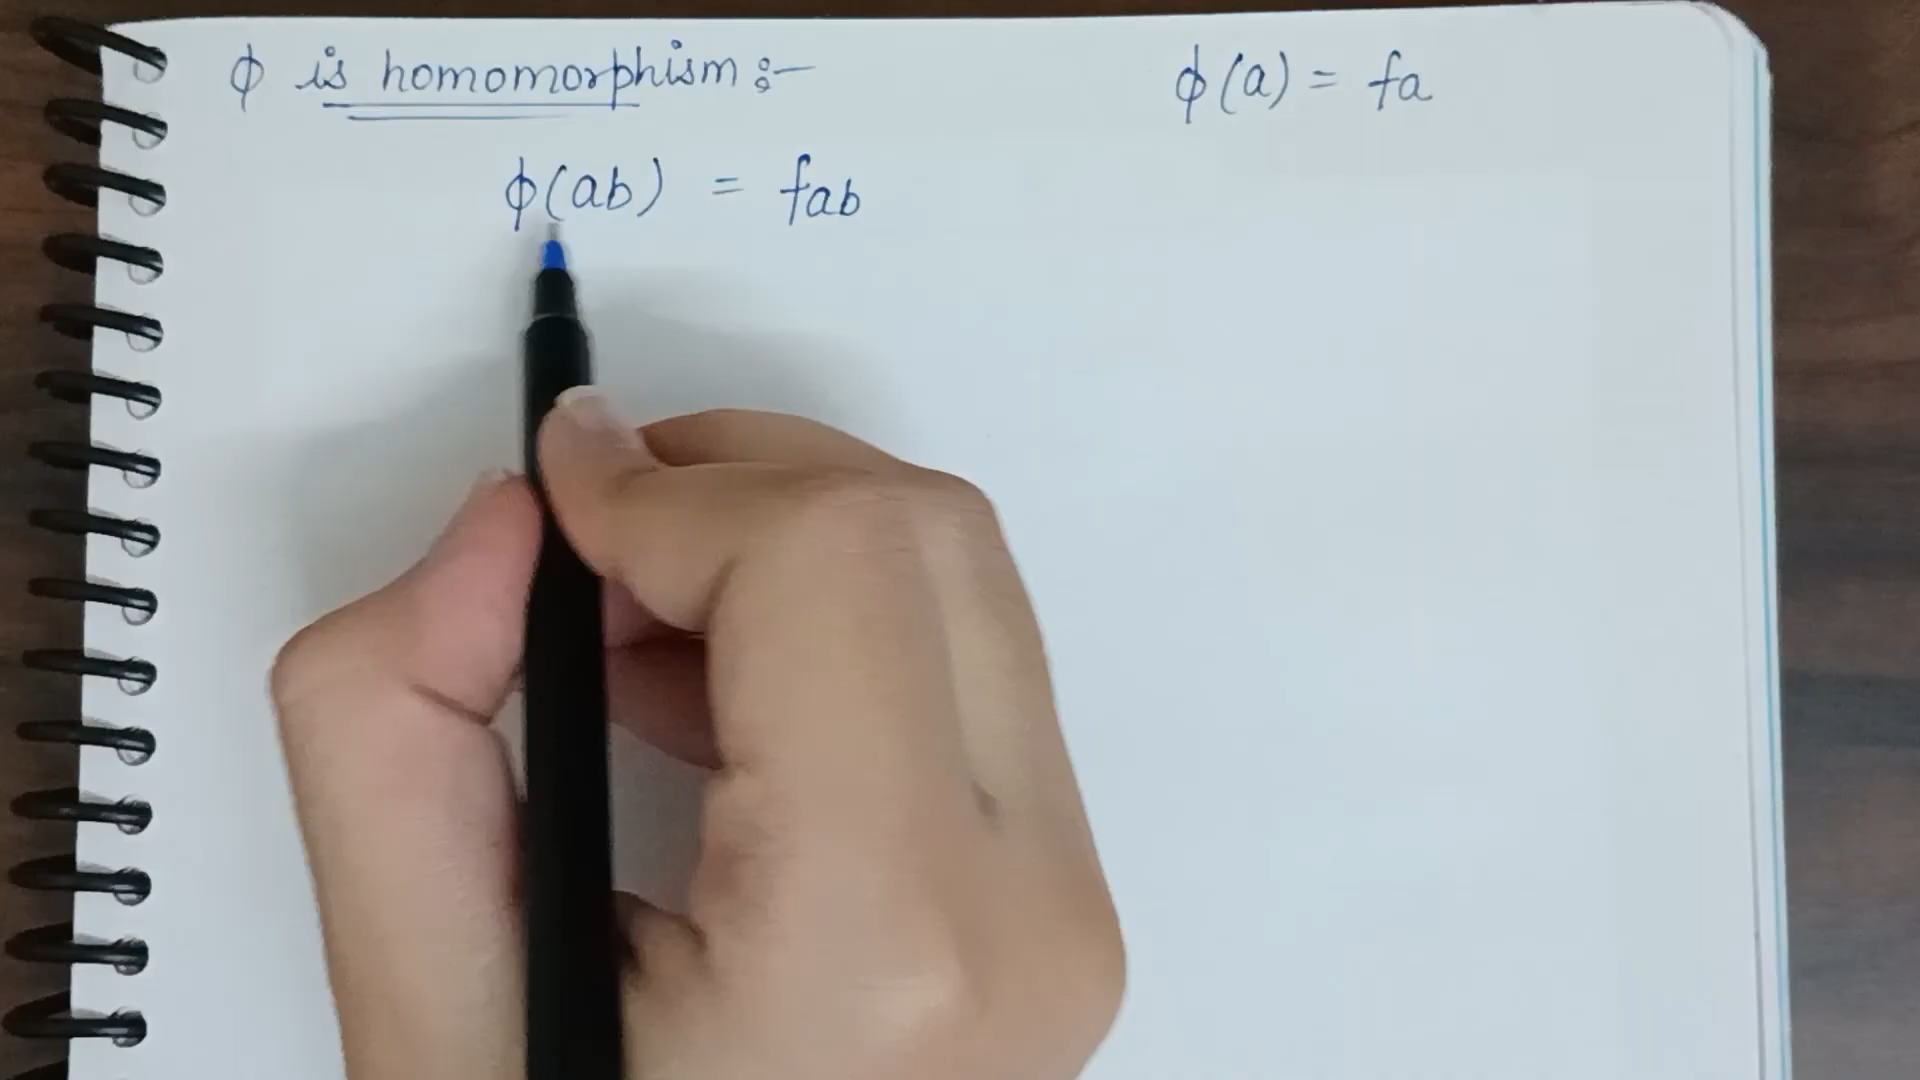 ϕ is homomorphism :-
ϕ(a) = fa
ϕ(ab) = fab